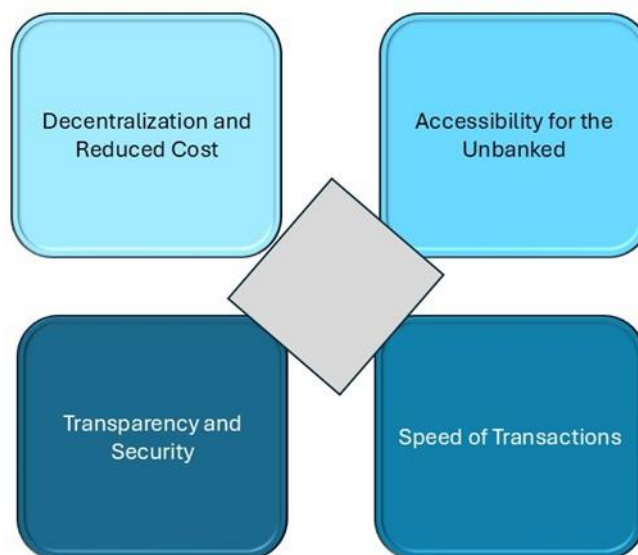 Decentralization and
Reduced Cost
Accessibility for the
Unbanked
Transparency and
Security
Speed of Transactions